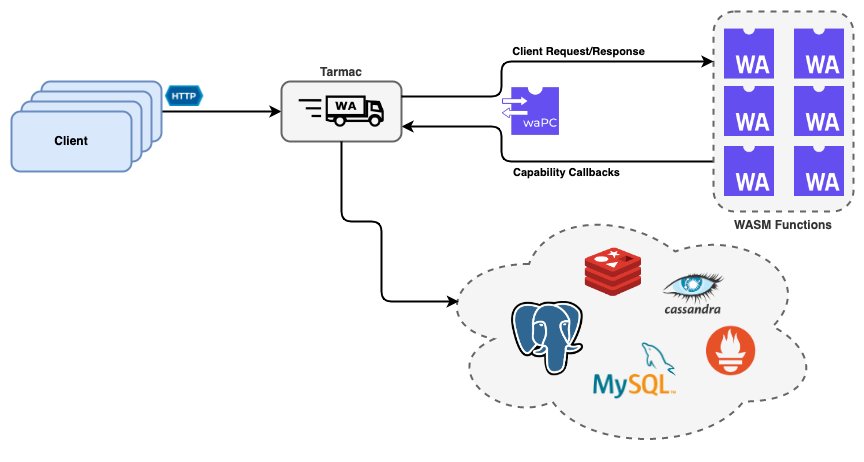 Client Request/Response
Tarmac
HTTP
WA
Client
waPC
Capability Callbacks
WA
WA
WA
WA
WA
WA
WASM Functions
cassandra
MySQL™